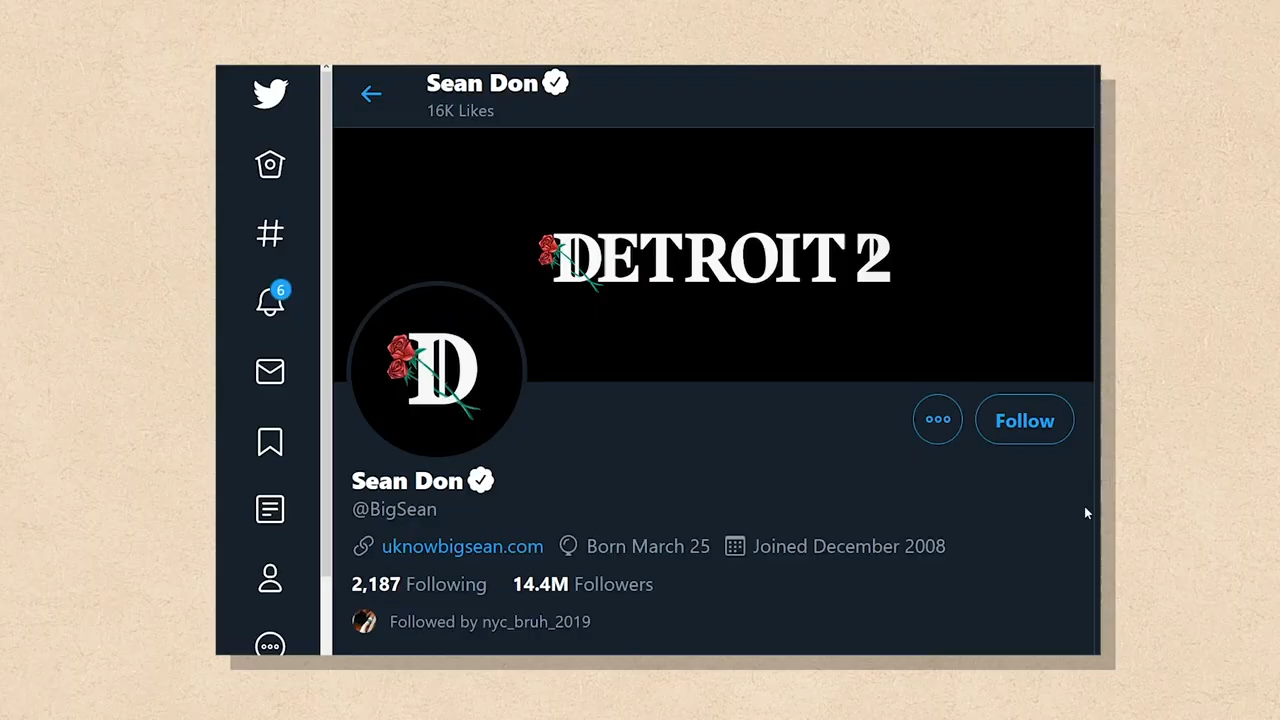 Sean Don
16K Likes
DETROIT 2
6
D
Follow
Sean Don
@BigSean
uknowbigsean.com Born March 25 Joined December 2008
2,187 Following 14.4M Followers
Followed by nyc_bruh_2019